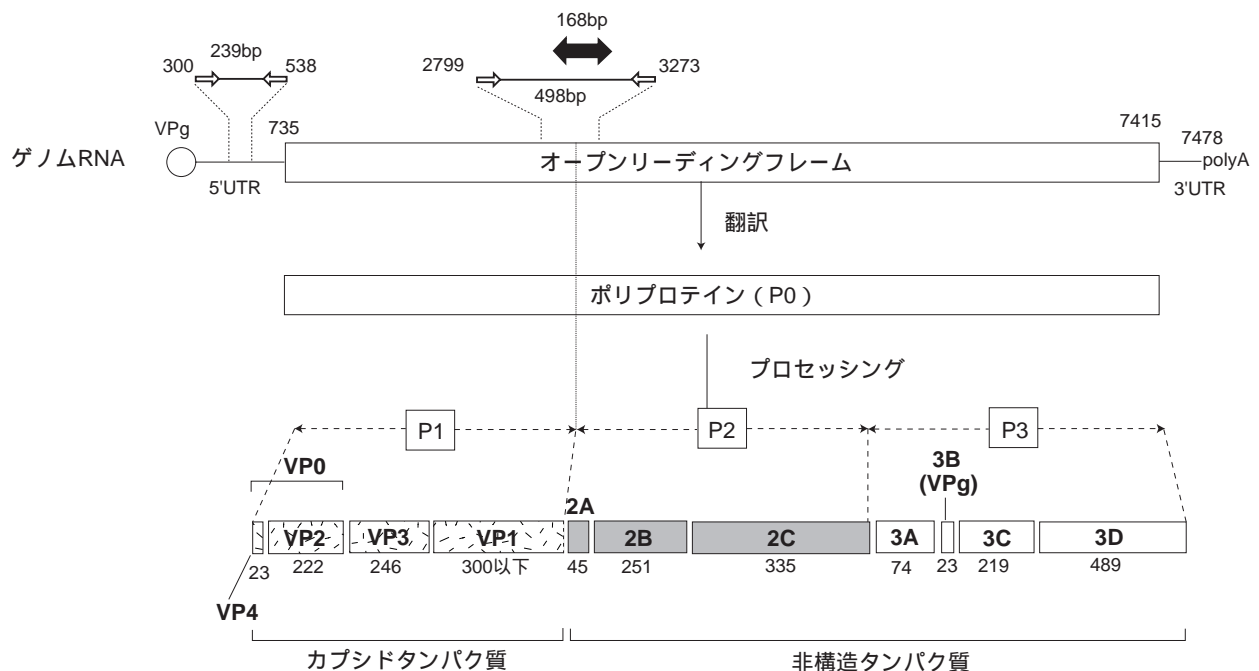 168bp
239bp
300
538
2799
3273
498bp
VPg
735
7415
7478
ゲノムRNA
オープンリーディングフレーム
polyA
5'UTR
3'UTR
翻訳
ポリプロテイン(P0)
プロセッシング
P1
P2
P3
VP0
3B
(VPg)
2A
VP2
VP3
VP1
2B
2C
3A
3C
3D
23
222
246
300以下
45
251
335
74
23
219
489
VP4
カプシドタンパク質
非構造タンパク質